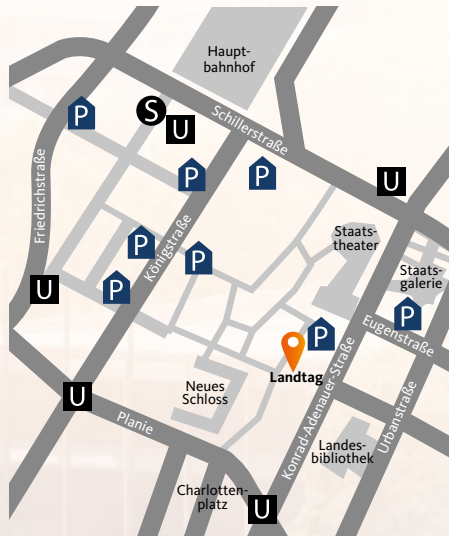 Haupt-
bahnhof
P
S
U
Schillerstraße
P
P
U
Friedrichstraße
Königstraße
Staats-
theater
P
P
Staats-
galerie
P
U
P
P
Eugenstraße
Landtag
Neues
Schloss
Konrad-Adenauer-Straße
Urbanstraße
U
Planie
Landes-
bibliothek
Charlotten-
platz
U